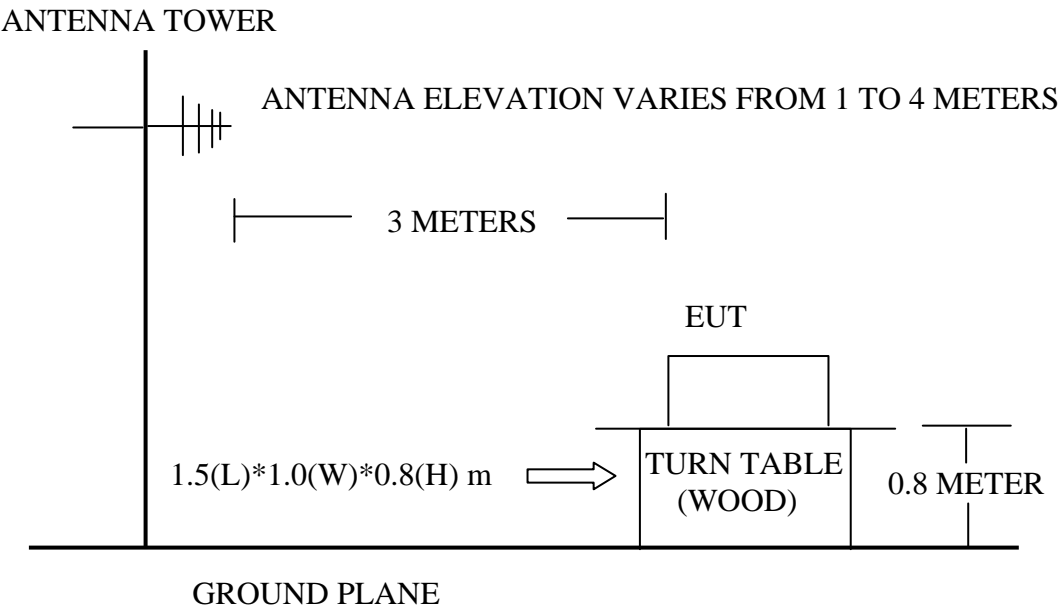 ANTENNA TOWER
ANTENNA ELEVATION VARIES FROM 1 TO 4 METERS
3 METERS
EUT
1.5(L)*1.0(W)*0.8(H) m
TURN TABLE
(WOOD)
0.8 METER
GROUND PLANE